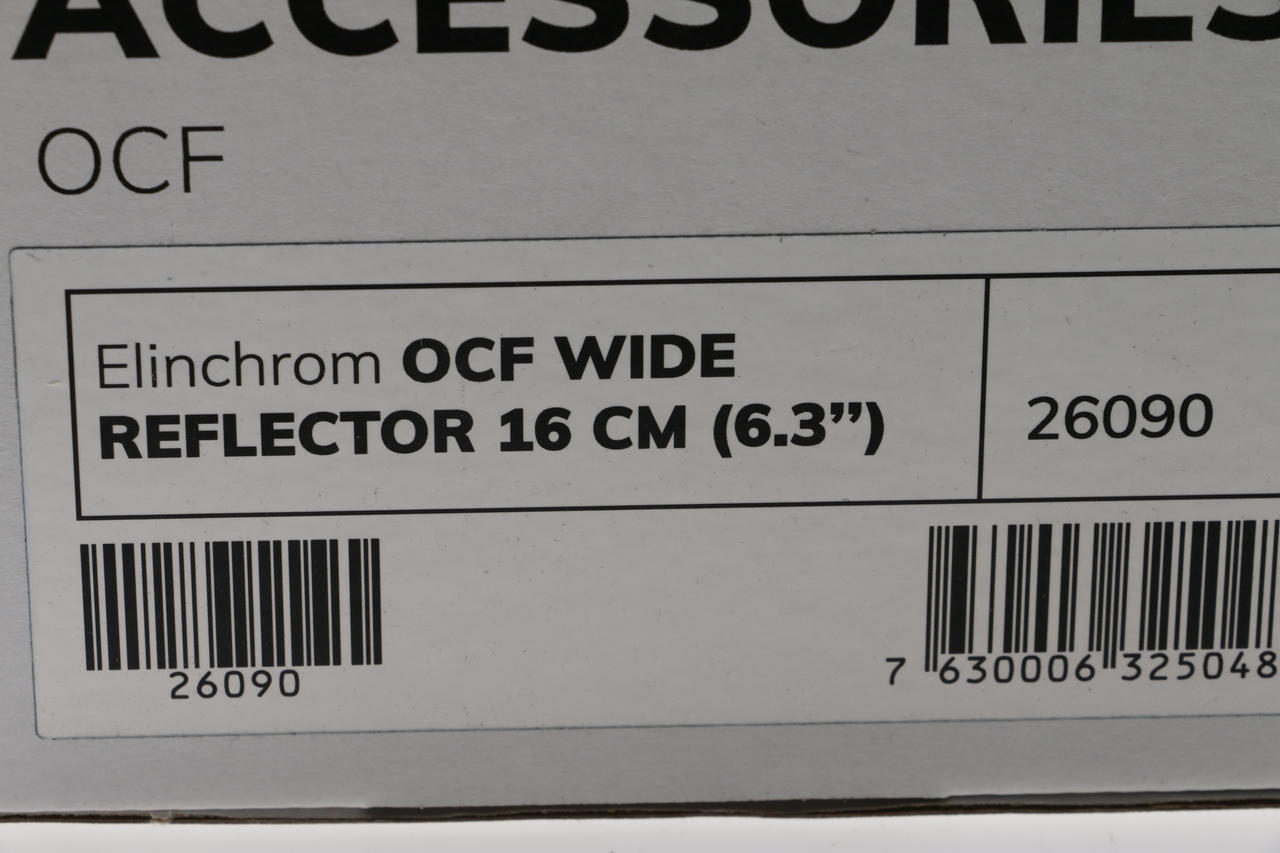 ACCESSORIES
OCF
Elinchrom OCF WIDE
REFLECTOR 16 CM (6.3”)
26090
26090
7 630006 325048